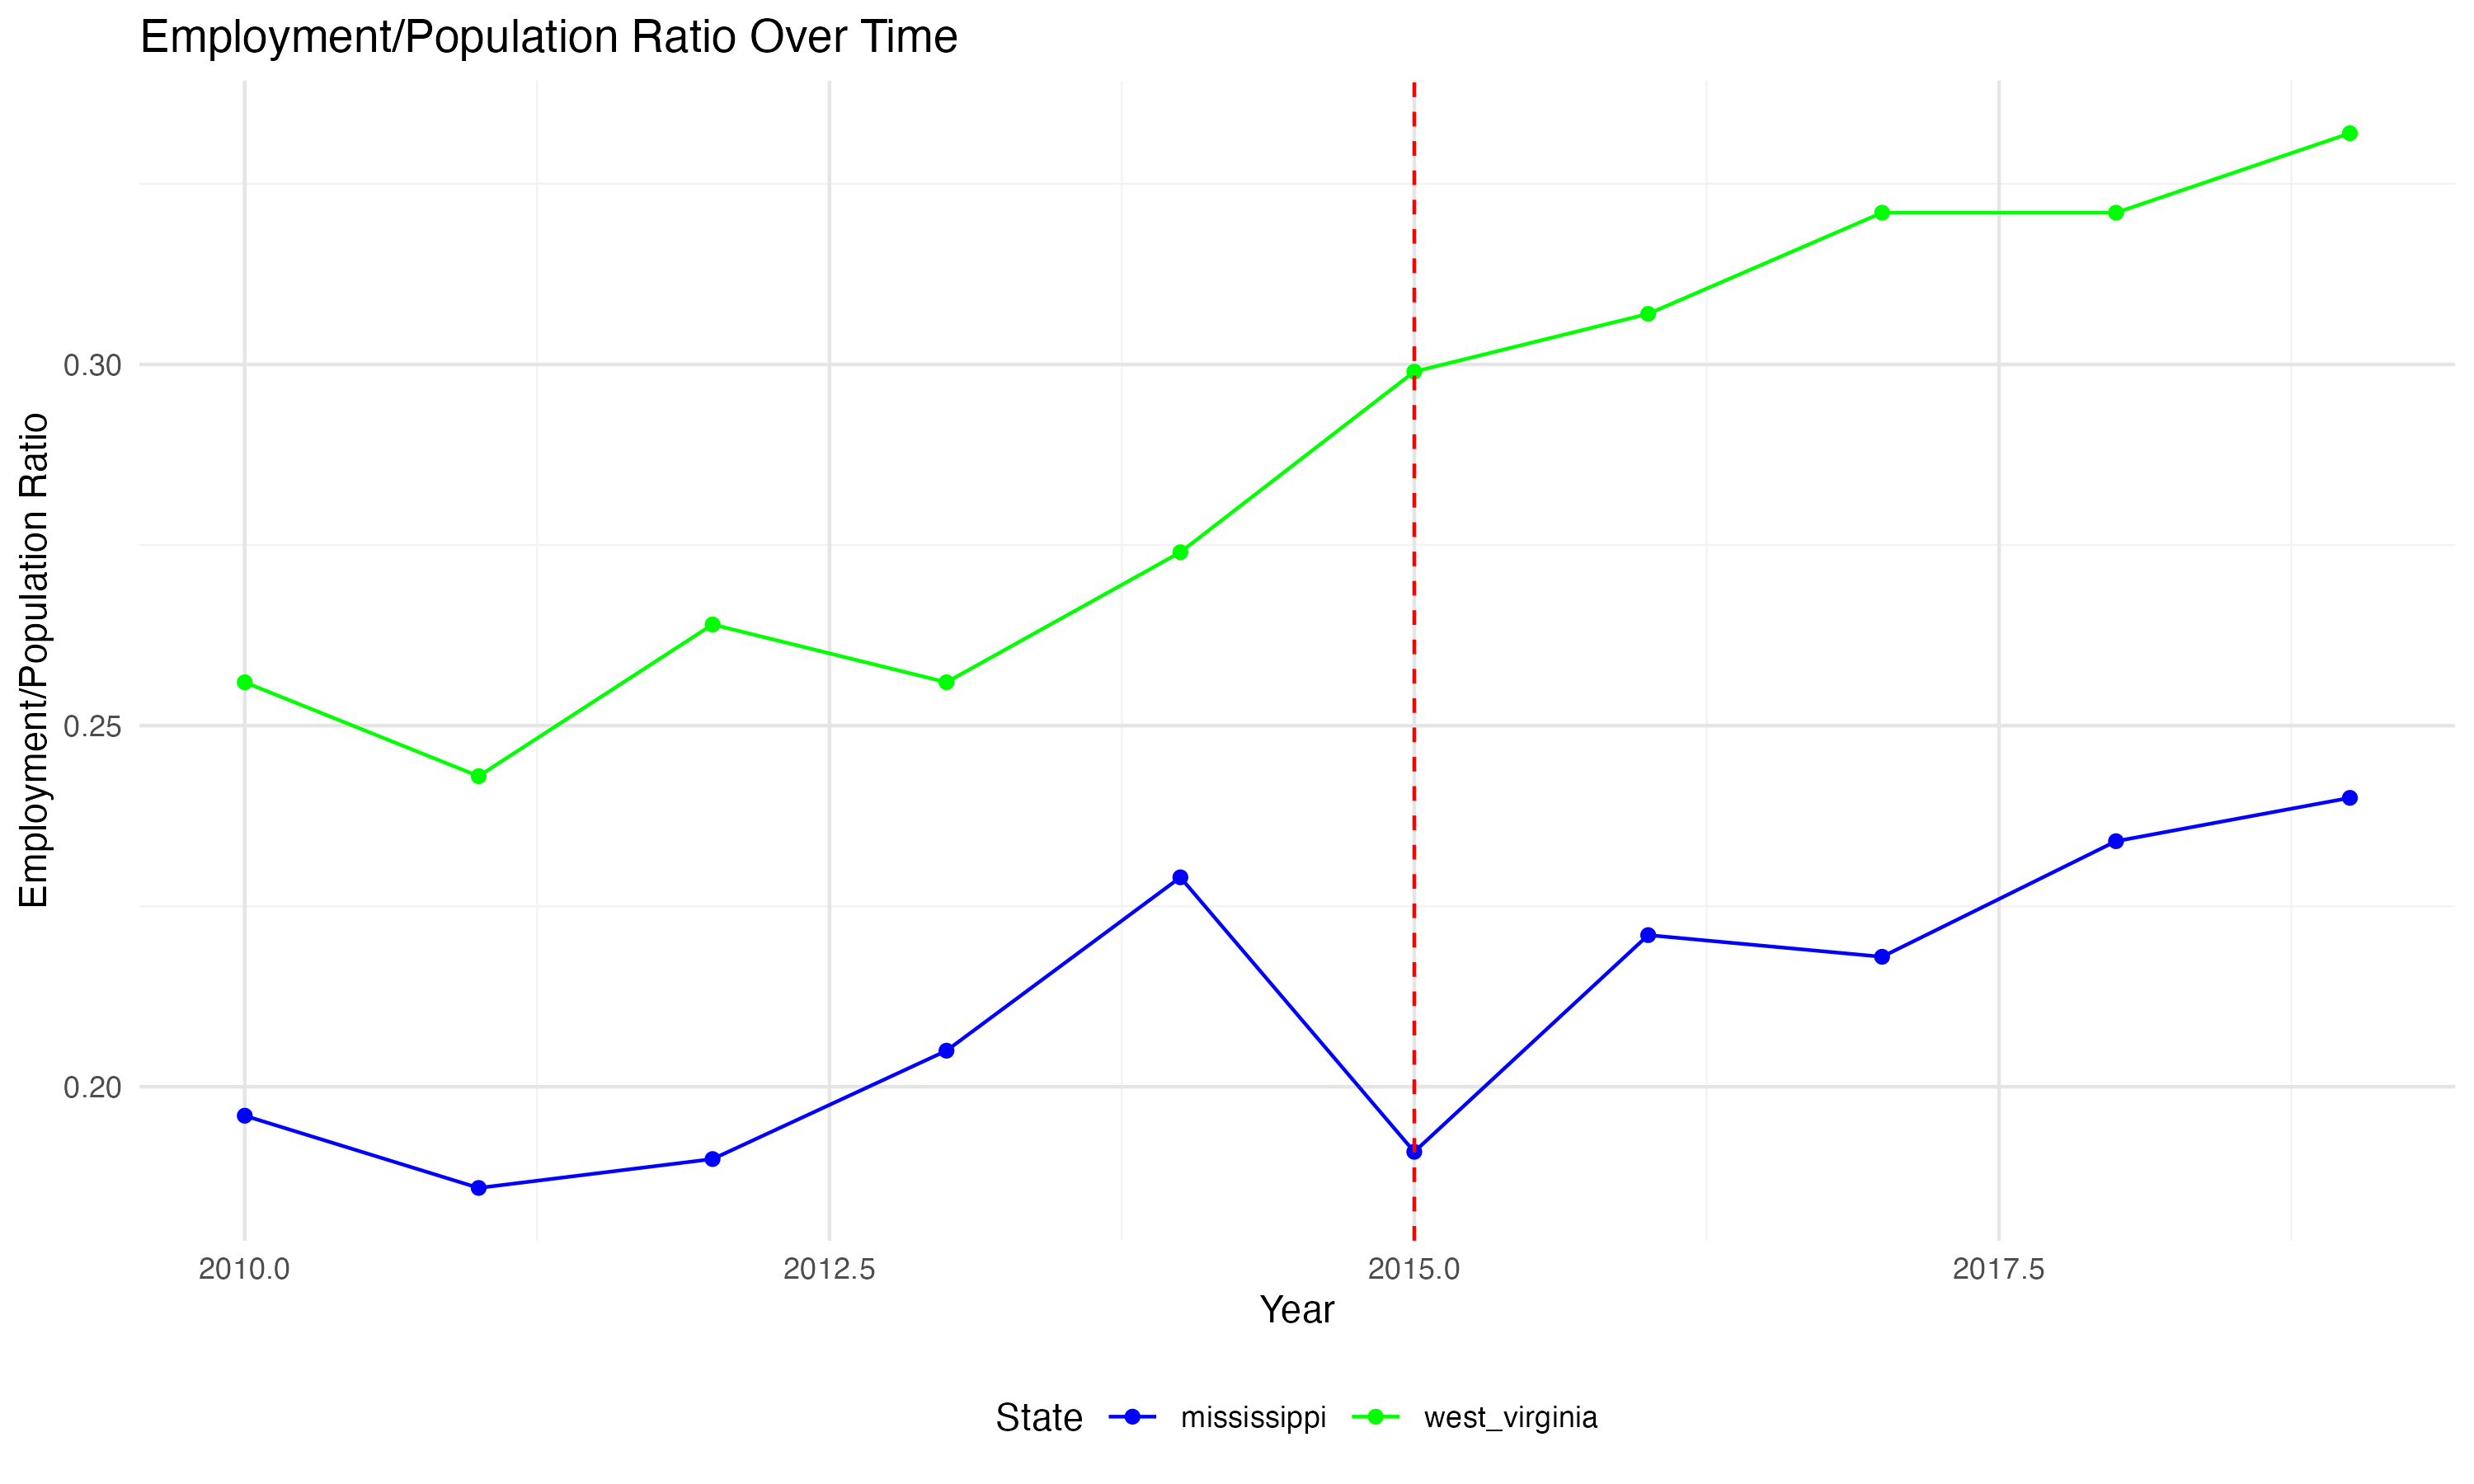 Employment/Population Ratio Over Time
Employment/Population Ratio
0.30
0.25
0.20
2010.0 2012.5 2015.0 2017.5
Year
State mississippi west_virginia